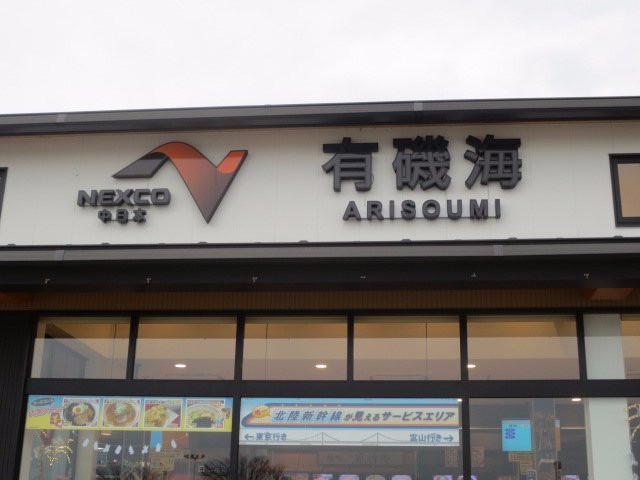 NEXCO
中日本
有磯海
ARISOUMI
北陸新幹線が見えるサービスエリア
←東京行き
富山行き→